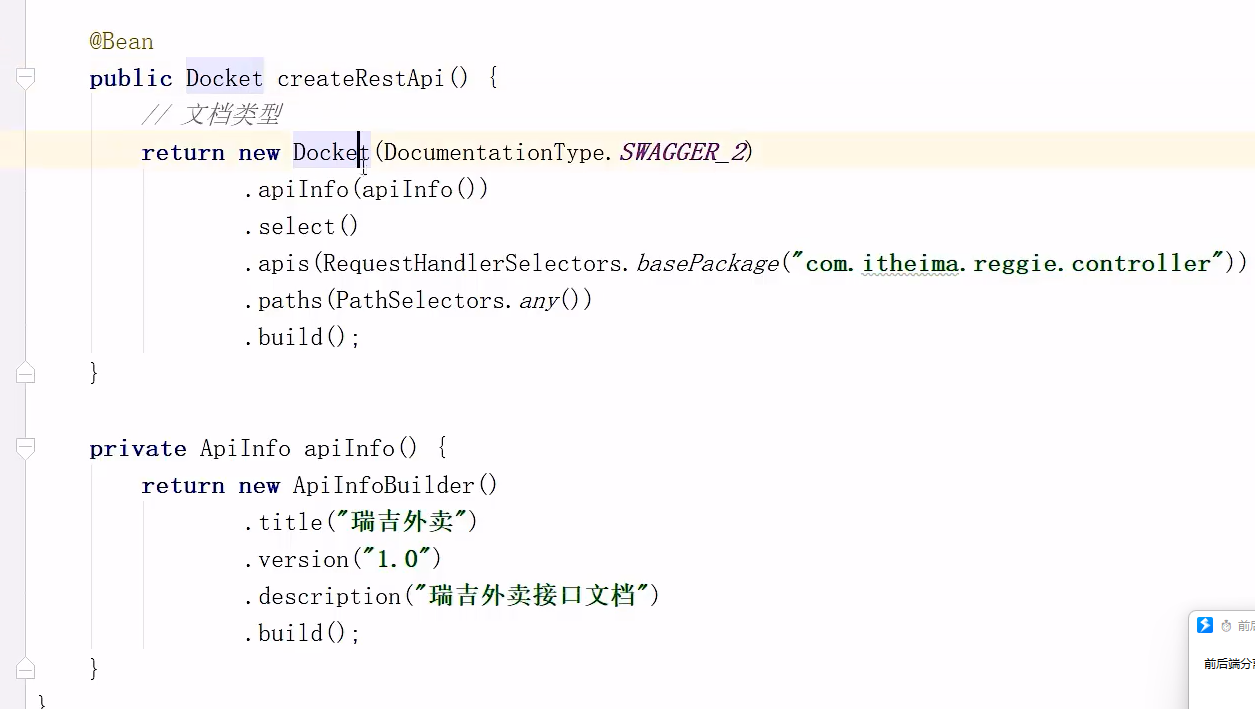 @Bean
public Docket createRestApi() {
// 文档类型
return new Docket(DocumentationType.SWAGGER_2)
.apiInfo(apiInfo())
.select()
.apis(RequestHandlerSelectors.basePackage("com.itheima.reggie.controller"))
.paths(PathSelectors.any())
.build();
}
private ApiInfo apiInfo() {
return new ApiInfoBuilder()
.title("瑞吉外卖")
.version("1.0")
.description("瑞吉外卖接口文档")
.build();
}
}
前后
前后端分